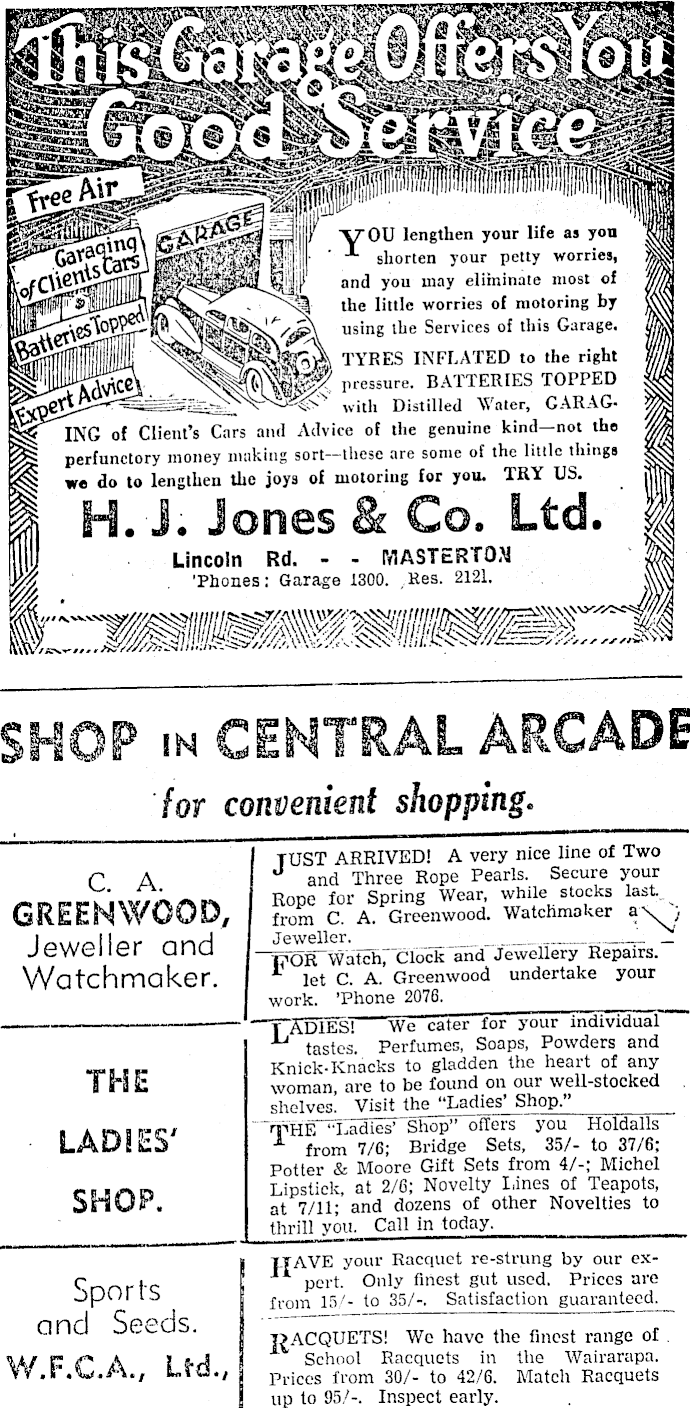 This Garage Offers You
Good Service
Free Air
Garaging
of Clients Cars
Batteries Topped
Expert Advice
GARAGE
YOU lengthen your life as you
shorten your petty worries,
and you may eliminate most of
the little worries of motoring by
using the Services of this Garage.
TYRES INFLATED to the right
pressure. BATTERIES TOPPED
with Distilled Water, GARAG-
ING of Client's Cars and Advice of the genuine kind—not the
perfunctory money making sort—these are some of the little things
we do to lengthen the joys of motoring for you. TRY US.
H. J. Jones & Co. Ltd.
Lincoln Rd. - - MASTERTON
'Phones: Garage 1300. Res. 2121.
SHOP IN CENTRAL ARCADE
for convenient shopping.
C. A.
GREENWOOD,
Jeweller and
Watchmaker.
JUST ARRIVED! A very nice line of Two
and Three Rope Pearls. Secure your
Rope for Spring Wear, while stocks last.
from C. A. Greenwood. Watchmaker a
Jeweller.
FOR Watch, Clock and Jewellery Repairs.
let C. A. Greenwood undertake your
work. 'Phone 2076.
THE
LADIES'
SHOP.
LADIES! We cater for your individual
tastes. Perfumes, Soaps, Powders and
Knick-Knacks to gladden the heart of any
woman, are to be found on our well-stocked
shelves. Visit the "Ladies' Shop."
THE "Ladies' Shop" offers you Holdalls
from 7/6; Bridge Sets, 35/- to 37/6;
Potter & Moore Gift Sets from 4/-; Michel
Lipstick, at 2/6; Novelty Lines of Teapots,
at 7/11; and dozens of other Novelties to
thrill you. Call in today.
Sports
and Seeds.
W.F.C.A., Ltd.,
HAVE your Racquet re-strung by our ex-
pert. Only finest gut used. Prices are
from 15/- to 35/-. Satisfaction guaranteed.
RACQUETS! We have the finest range of
School Racquets in the Wairarapa.
Prices from 30/- to 42/6. Match Racquets
up to 95/-. Inspect early.